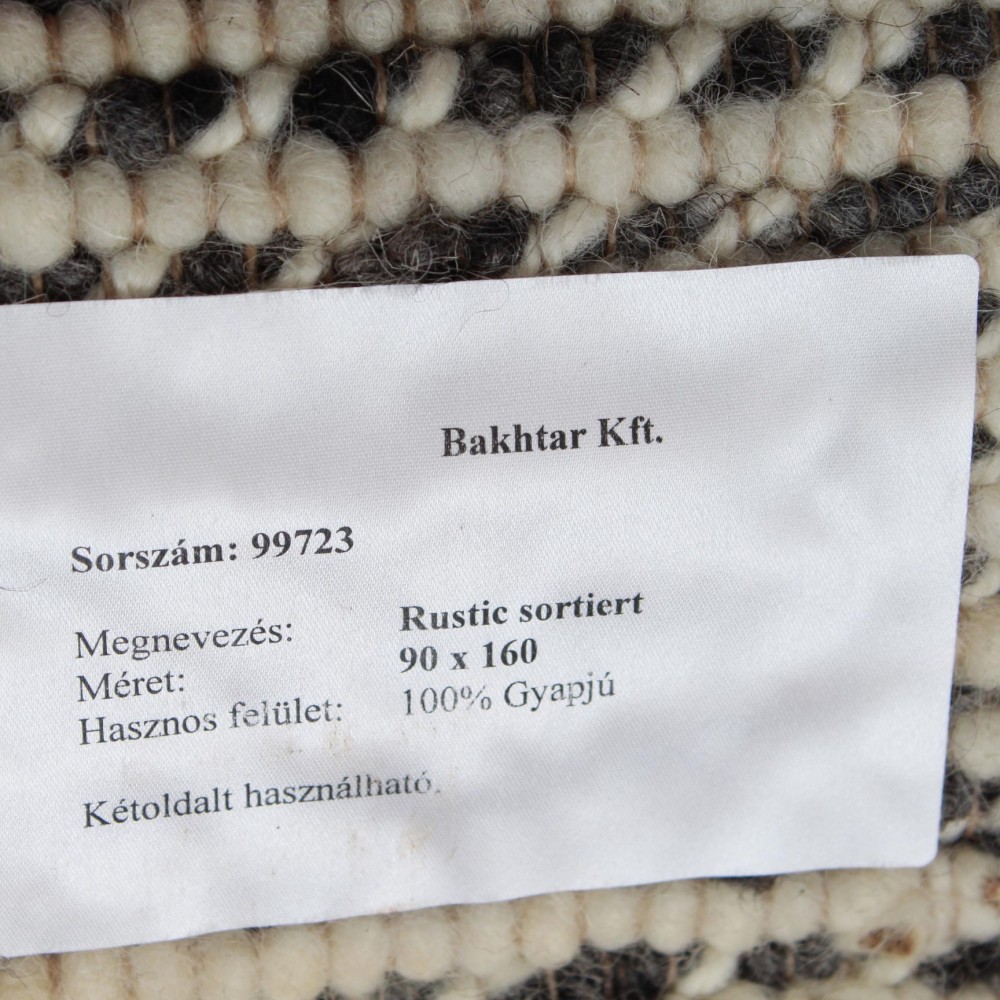 Bakhtar Kft.
Sorszám: 99723
Megnevezés: Rustic sortiert
Méret: 90 x 160
Hasznos felület: 100% Gyapjú
Kétoldalt használható.